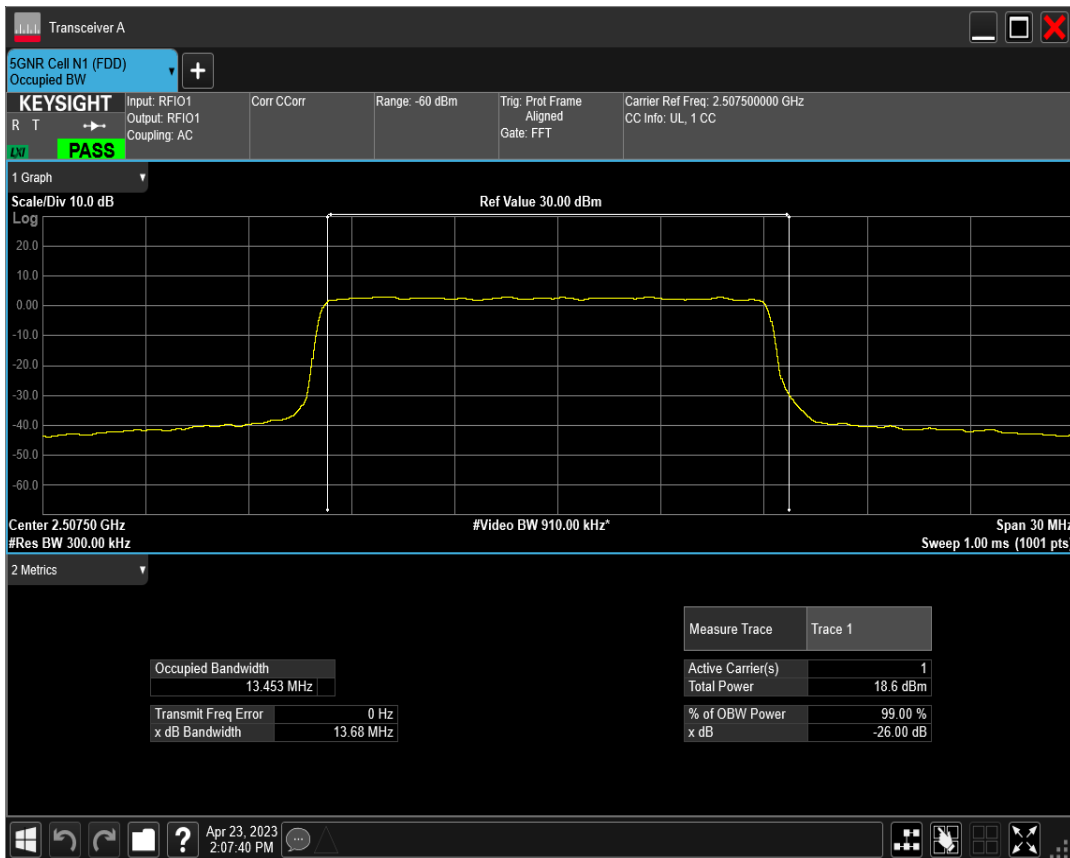 Transceiver A
5GNR Cell N1 (FDD)
Occupied BW
KEYSIGHT
R T
LXI
PASS
Input: RFIO1
Output: RFIO1
Coupling: AC
Corr CCorr
Range: -60 dBm
Trig: Prot Frame
Aligned
Gate: FFT
Carrier Ref Freq: 2.507500000 GHz
CC Info: UL, 1 CC
1 Graph
Scale/Div 10.0 dB
Ref Value 30.00 dBm
Log
20.0
10.0
0.00
-10.0
-20.0
-30.0
-40.0
-50.0
-60.0
Center 2.50750 GHz
#Video BW 910.00 kHz*
Span 30 MHz
#Res BW 300.00 kHz
Sweep 1.00 ms (1001 pts)
2 Metrics
Measure Trace Trace 1
Occupied Bandwidth
13.453 MHz
Active Carrier(s) 1
Total Power 18.6 dBm
Transmit Freq Error 0 Hz
x dB Bandwidth 13.68 MHz
% of OBW Power 99.00 %
x dB -26.00 dB
?
Apr 23, 2023
2:07:40 PM